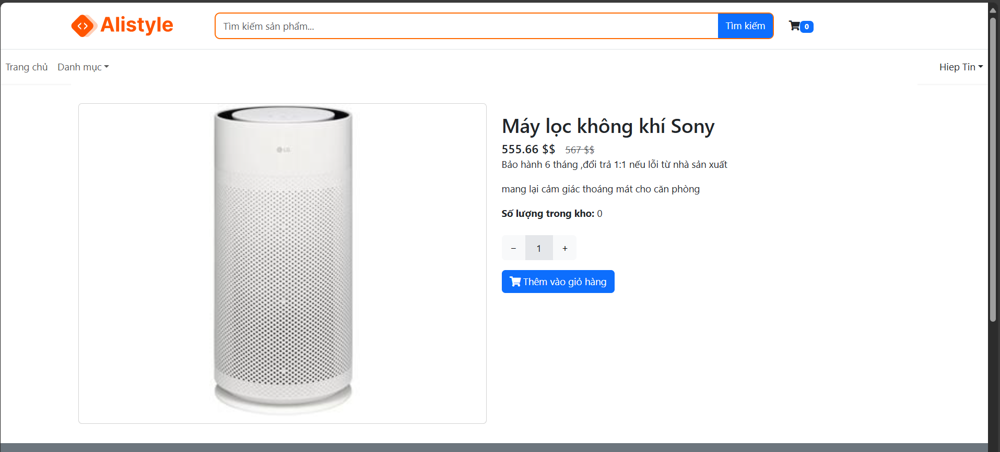 Alistyle
Tìm kiếm sản phẩm...
Tìm kiếm
0
Trang chủ
Danh mục
Hiep Tin
LG
Máy lọc không khí Sony
555.66 $$ 567 $$
Bảo hành 6 tháng ,đổi trả 1:1 nếu lỗi từ nhà sản xuất
mang lại cảm giác thoáng mát cho căn phòng
Số lượng trong kho: 0
− 1 +
Thêm vào giỏ hàng